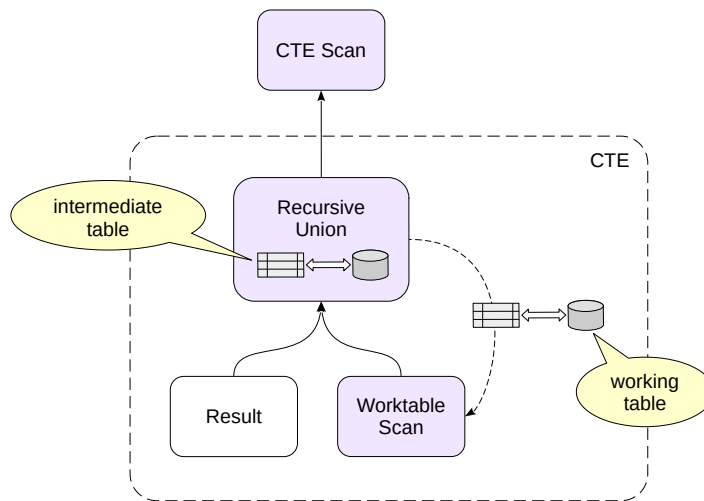 CTE Scan
CTE
intermediate
table
Recursive
Union
Result
Worktable
Scan
working
table